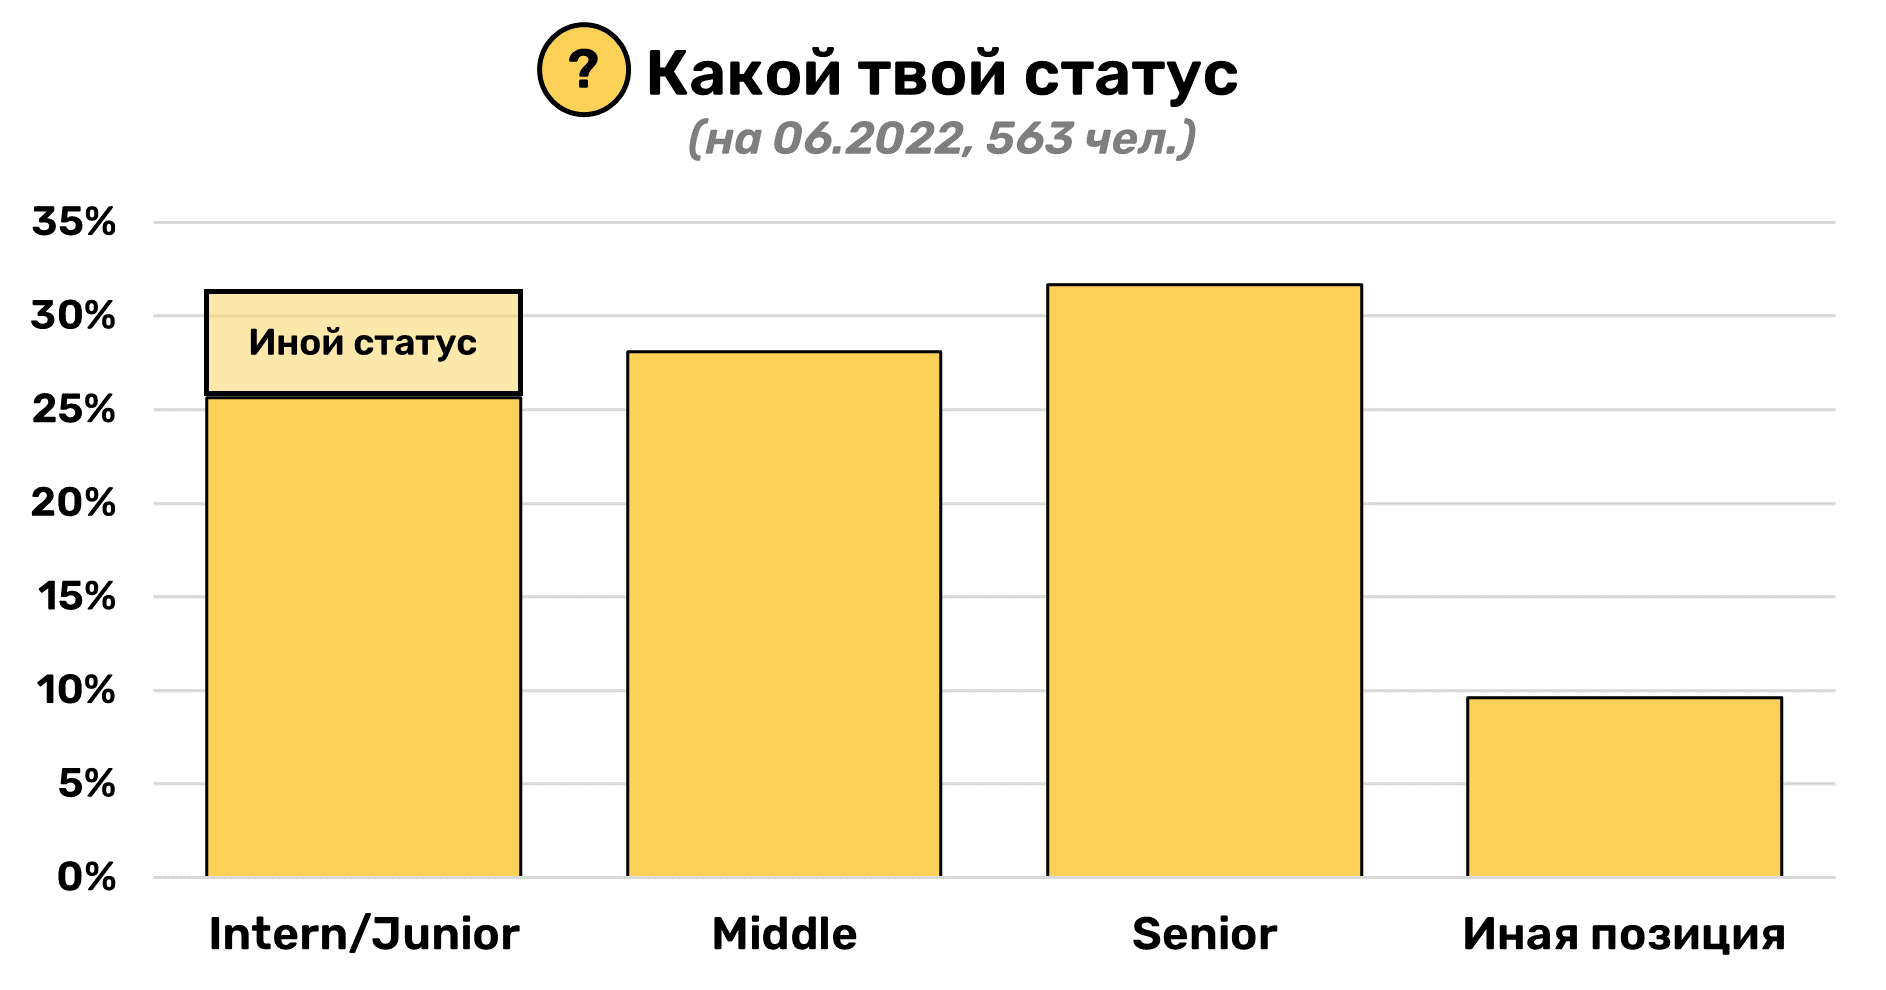 ? Какой твой статус
(на 06.2022, 563 чел.)
35%
30%
25%
20%
15%
10%
5%
0%
Иной статус
Intern/Junior Middle Senior Иная позиция